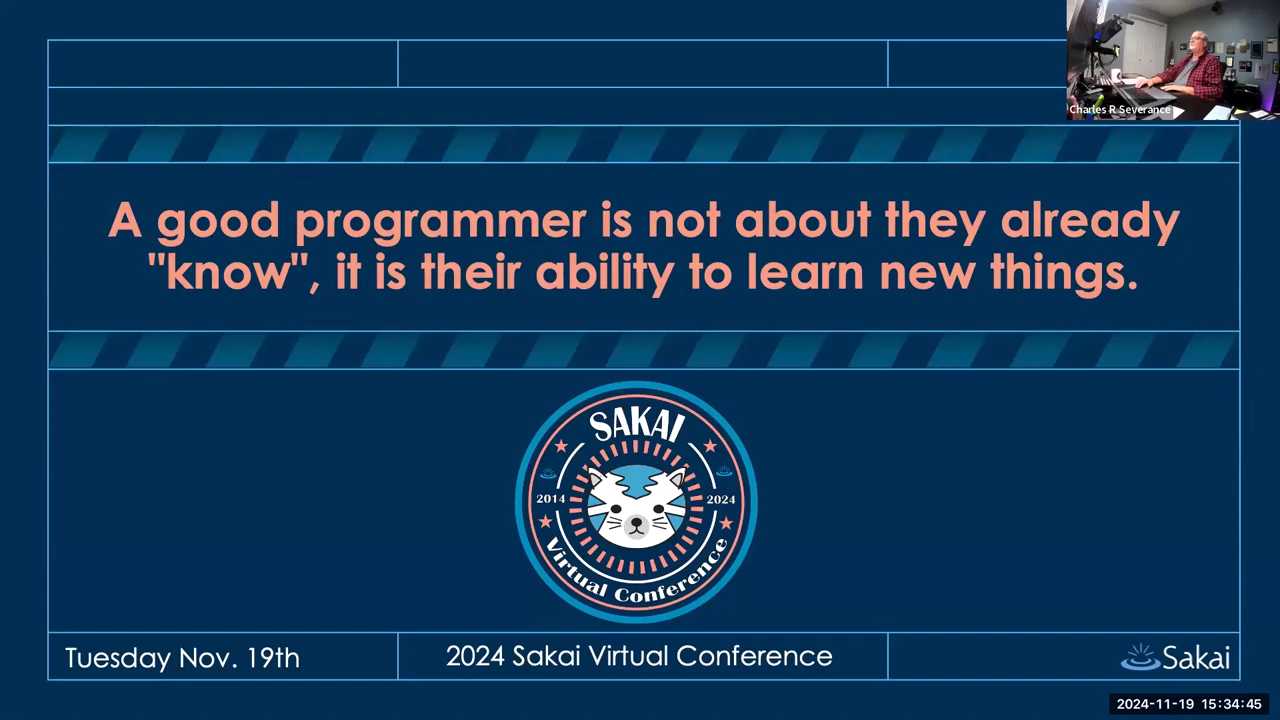 Charles R Severance
A good programmer is not about they already
"know", it is their ability to learn new things.
SAKAI
2014
2024
Virtual Conference
Tuesday Nov. 19th
2024 Sakai Virtual Conference
Sakai
2024-11-19 15:34:45